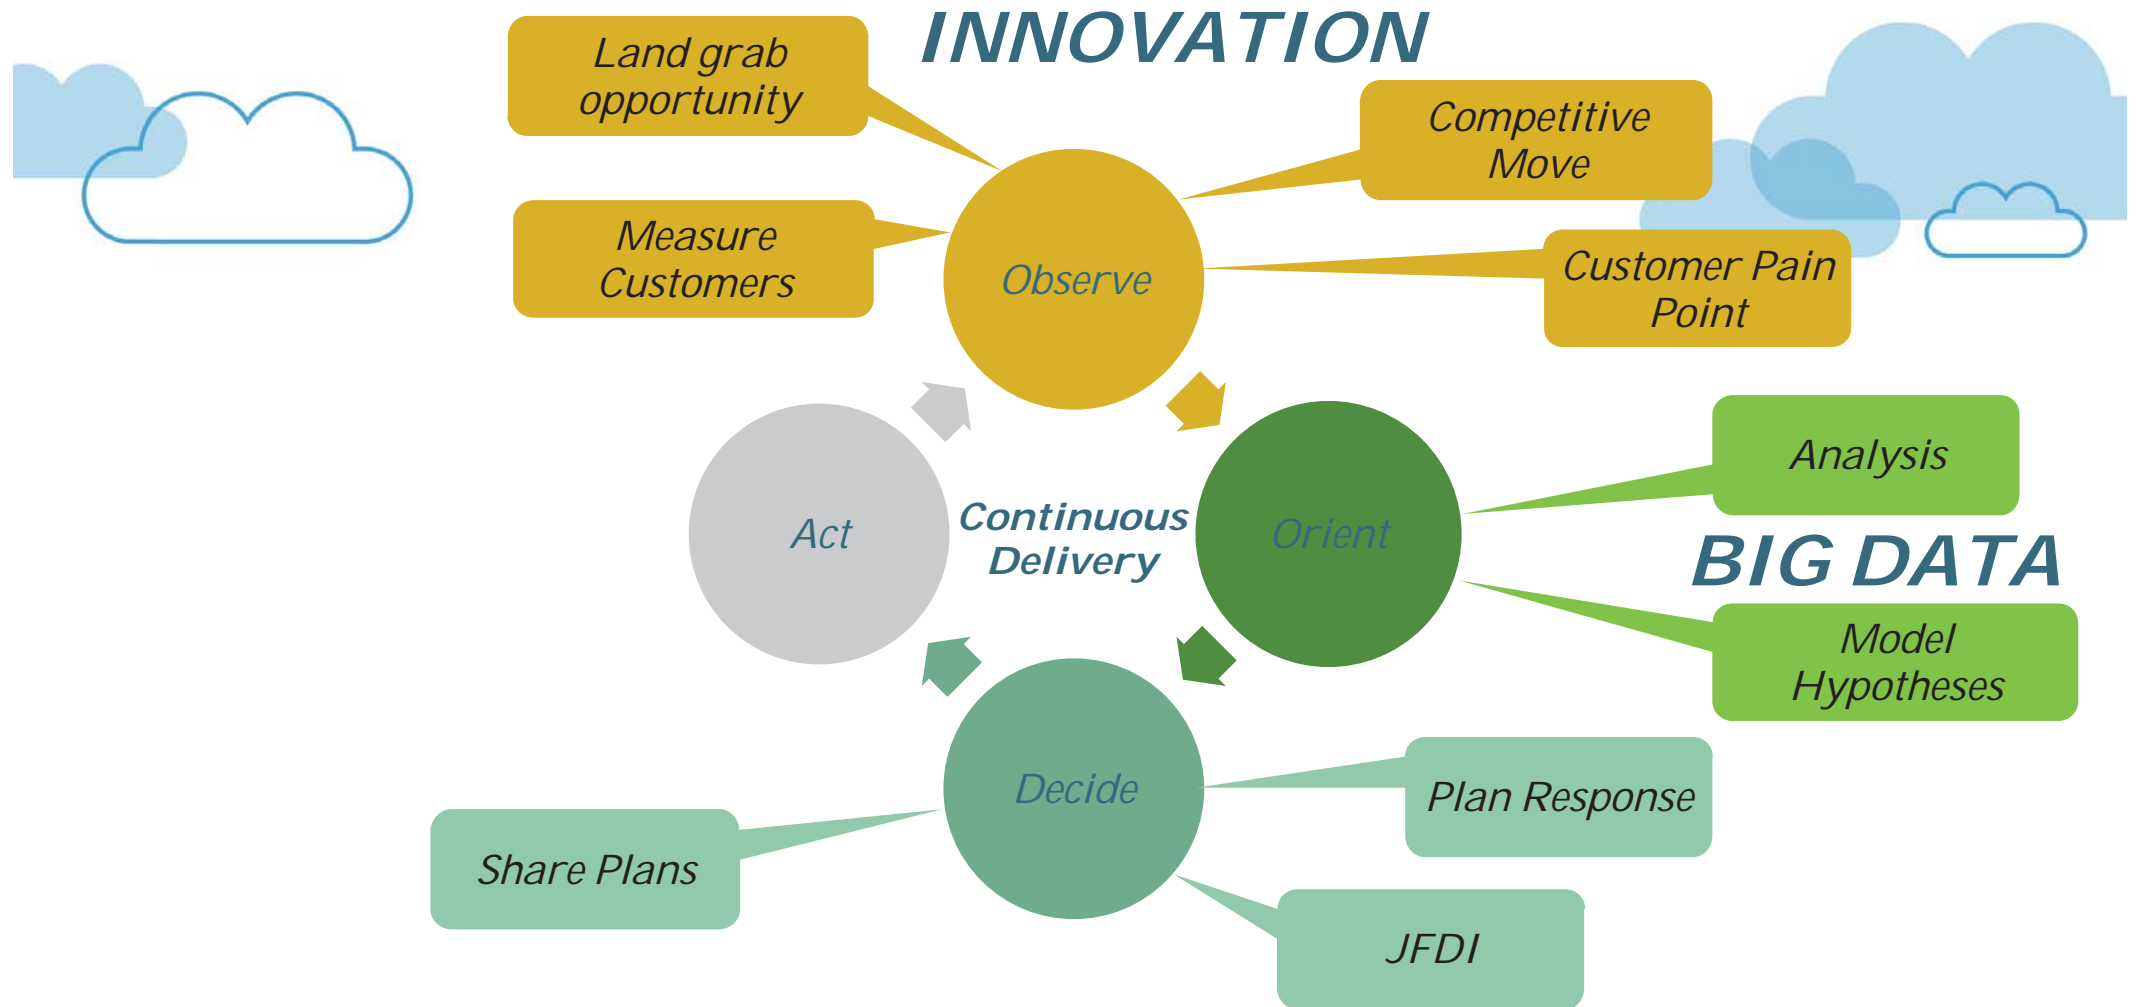 INNOVATION
Land grab
opportunity
Competitive
Move
Measure
Customers
Observe
Customer Pain
Point
Analysis
Act
Continuous
Delivery
Orient
BIG DATA
Model
Hypotheses
Decide
Plan Response
Share Plans
JFDI